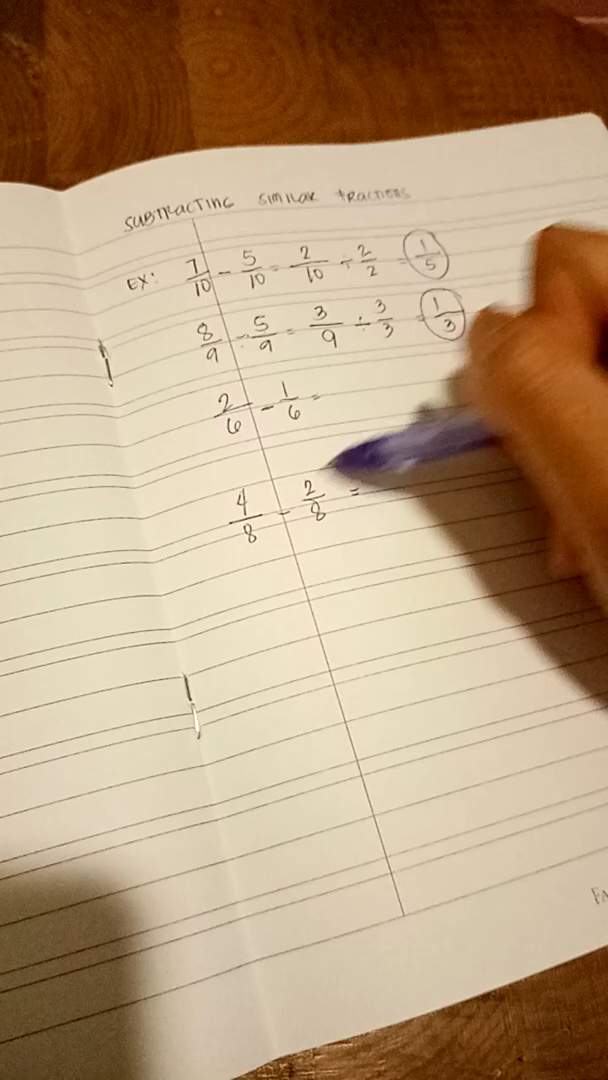 SUBTRACTING SIMILAR fractions
EX: 7/10 - 5/10 = 2/10 ÷ 2/2 = 1/5
8/9 - 5/9 = 3/9 ÷ 3/3 = 1/3
2/6 - 1/6 =
4/8 - 2/8 =